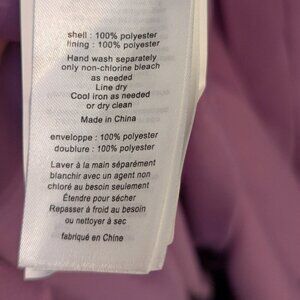 shell : 100% polyester
lining : 100% polyester
Hand wash separately
only non-chlorine bleach
as needed
Line dry
Cool iron as needed
or dry clean
Made in China
enveloppe : 100% polyester
doublure : 100% polyester
Laver à la main séparément
blanchir avec un agent non
chloré au besoin seulement
Étendre pour sécher
Repasser à froid au besoin
ou nettoyer à sec
fabriqué en Chine